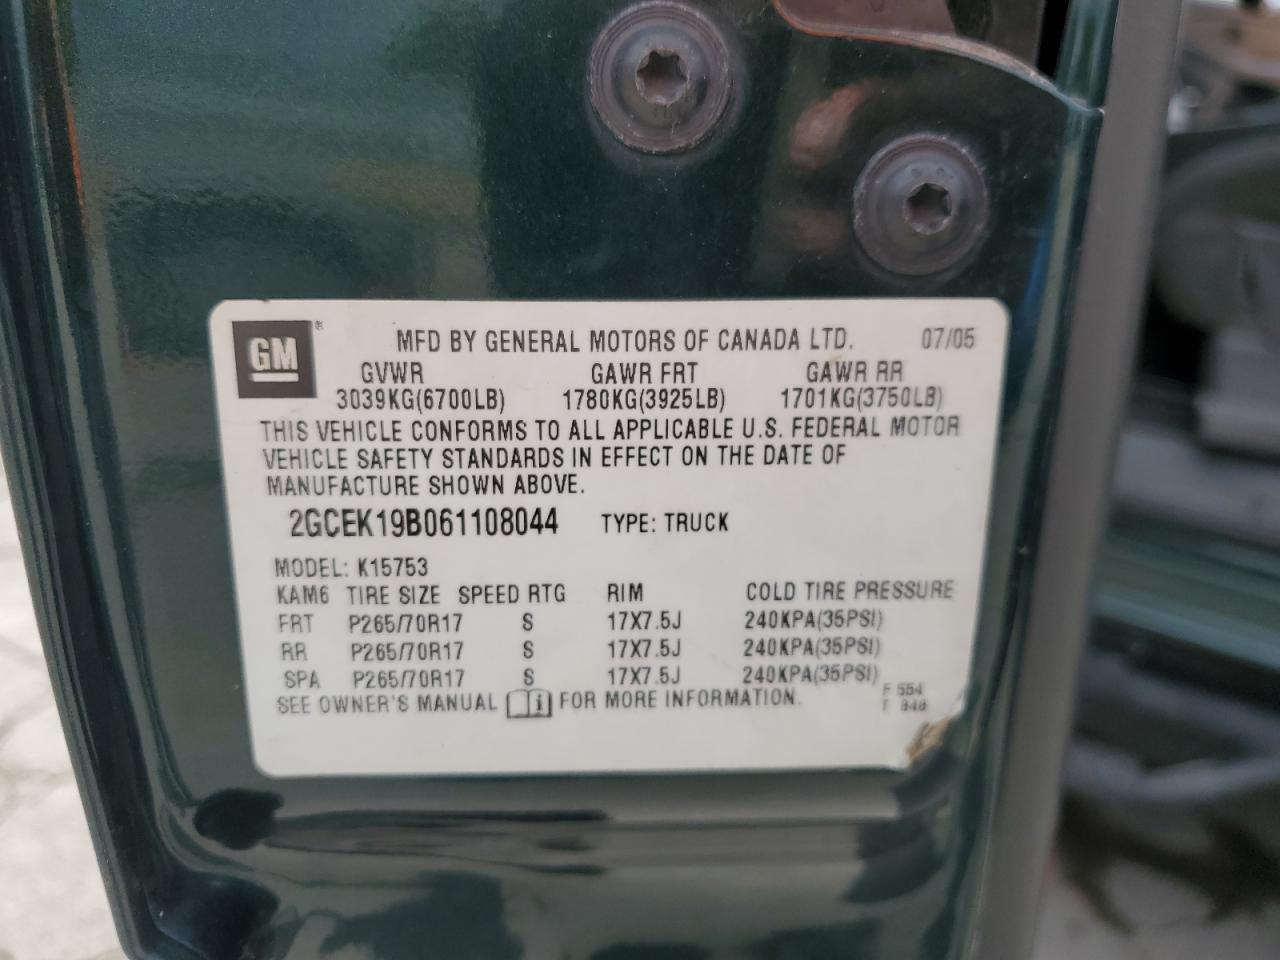 GM ® MFD BY GENERAL MOTORS OF CANADA LTD. 07/05
GVWR GAWR FRT GAWR RR
3039KG(6700LB) 1780KG(3925LB) 1701KG(3750LB)
THIS VEHICLE CONFORMS TO ALL APPLICABLE U.S. FEDERAL MOTOR
VEHICLE SAFETY STANDARDS IN EFFECT ON THE DATE OF
MANUFACTURE SHOWN ABOVE.
2GCEK19B061108044 TYPE: TRUCK
MODEL: K15753
KAM6 TIRE SIZE SPEED RTG RIM COLD TIRE PRESSURE
FRT P265/70R17 S 17X7.5J 240KPA(35PSI)
RR P265/70R17 S 17X7.5J 240KPA(35PSI)
SPA P265/70R17 S 17X7.5J 240KPA(35PSI)
SEE OWNER'S MANUAL i FOR MORE INFORMATION.
F 554